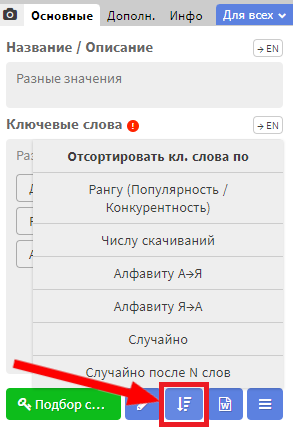 Основные Дополн. Инфо Для всех
Название / Описание → EN
Разные значения
Ключевые слова → EN
Отсортировать кл. слова по
Рангу (Популярность /
Конкурентность)
Числу скачиваний
Алфавиту А→Я
Алфавиту Я→А
Случайно
Случайно после N слов
Подбор с...